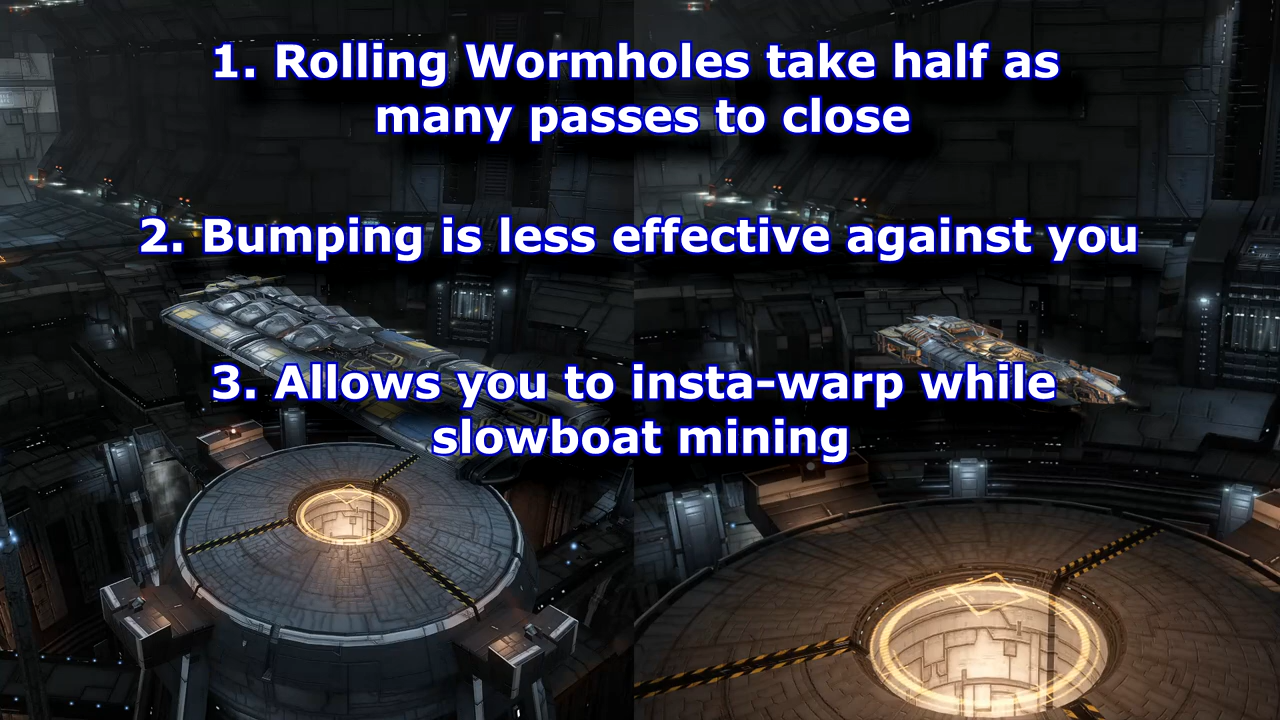 1. Rolling Wormholes take half as
many passes to close
2. Bumping is less effective against you
3. Allows you to insta-warp while
slowboat mining